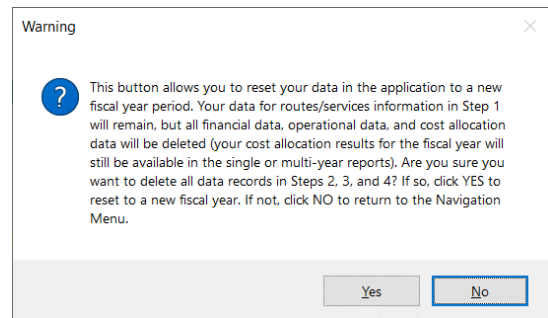 Warning
This button allows you to reset your data in the application to a new
fiscal year period. Your data for routes/services information in Step 1
will remain, but all financial data, operational data, and cost allocation
data will be deleted (your cost allocation results for the fiscal year will
still be available in the single or multi-year reports). Are you sure you
want to delete all data records in Steps 2, 3, and 4? If so, click YES to
reset to a new fiscal year. If not, click NO to return to the Navigation
Menu.
Yes
No